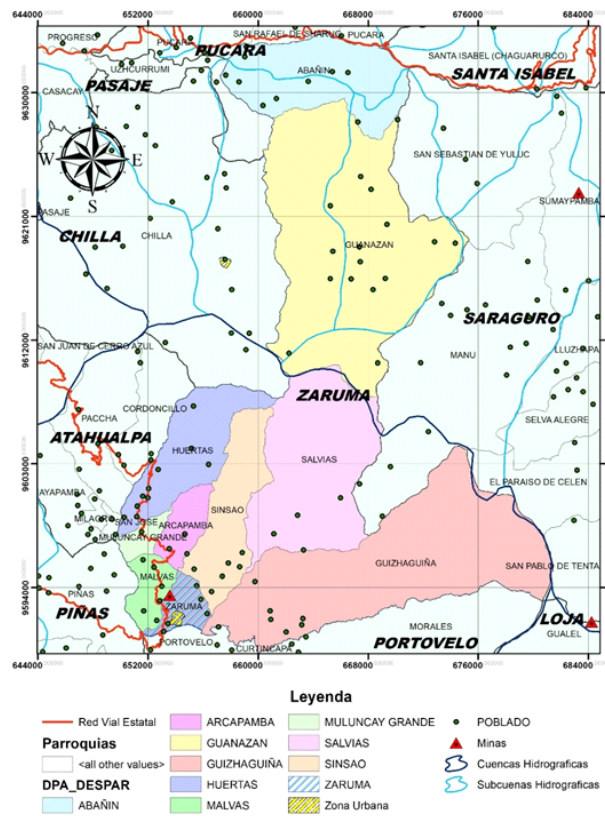 644000 652000 660000 668000 676000 684000
PROGRESO
PUCARA
SAN RAFAEL DE SHARUG
PUCARA
PUCARA
UZHCURRUMI
ABAÑIN
SANTA ISABEL (CHAGUARURCO)
SANTA ISABEL
CASACAY
PASAJE
9630000
N
W E
S
SAN SEBASTIAN DE YULUC
SUMAYPAMBA
PASAJE
9621000
CHILLA
CHILLA
GUANAZAN
SARAGURO
9612000
SAN JUAN DE CERRO AZUL
MANU
LLUZHAPA
ZARUMA
PACCHA
CORDONCILLO
SELVA ALEGRE
ATAHUALPA
HUERTAS
SALVIAS
9603000
EL PARAISO DE CELEN
AYAPAMBA
SINSAO
MILAGRO
SAN JOSE
ARCAPAMBA
MULUNCAY GRANDE
GUIZHAGUIÑA
SAN PABLO DE TENTA
MALVAS
9594000
PIÑAS
ZARUMA
PIÑAS
MORALES
LOJA
GUALEL
PORTOVELO
CURTINCAPA
PORTOVELO
644000 652000 660000 668000 676000 684000
Leyenda
Red Vial Estatal
Parroquias
<all other values>
DPA_DESPAR
ABAÑIN
ARCAPAMBA
GUANAZAN
GUIZHAGUIÑA
HUERTAS
MALVAS
MULUNCAY GRANDE
SALVIAS
SINSAO
ZARUMA
Zona Urbana
POBLADO
Minas
Cuencas Hidrograficas
Subcuencas Hidrograficas